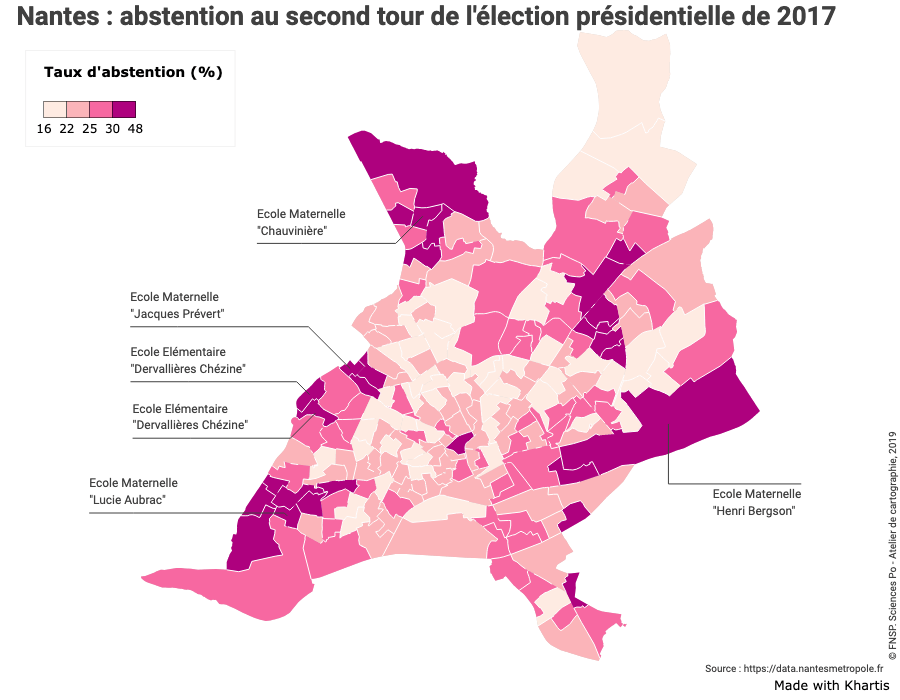 Nantes : abstention au second tour de l'élection présidentielle de 2017
Taux d'abstention (%)
16 22 25 30 48
Ecole Maternelle
"Chauvinière"
Ecole Maternelle
"Jacques Prévert"
Ecole Elémentaire
"Dervallières Chézine"
Ecole Elémentaire
"Dervallières Chézine"
Ecole Maternelle
"Lucie Aubrac"
Ecole Maternelle
"Henri Bergson"
© FNSP. Sciences Po - Atelier de cartographie, 2019
Source : https://data.nantesmetropole.fr
Made with Khartis